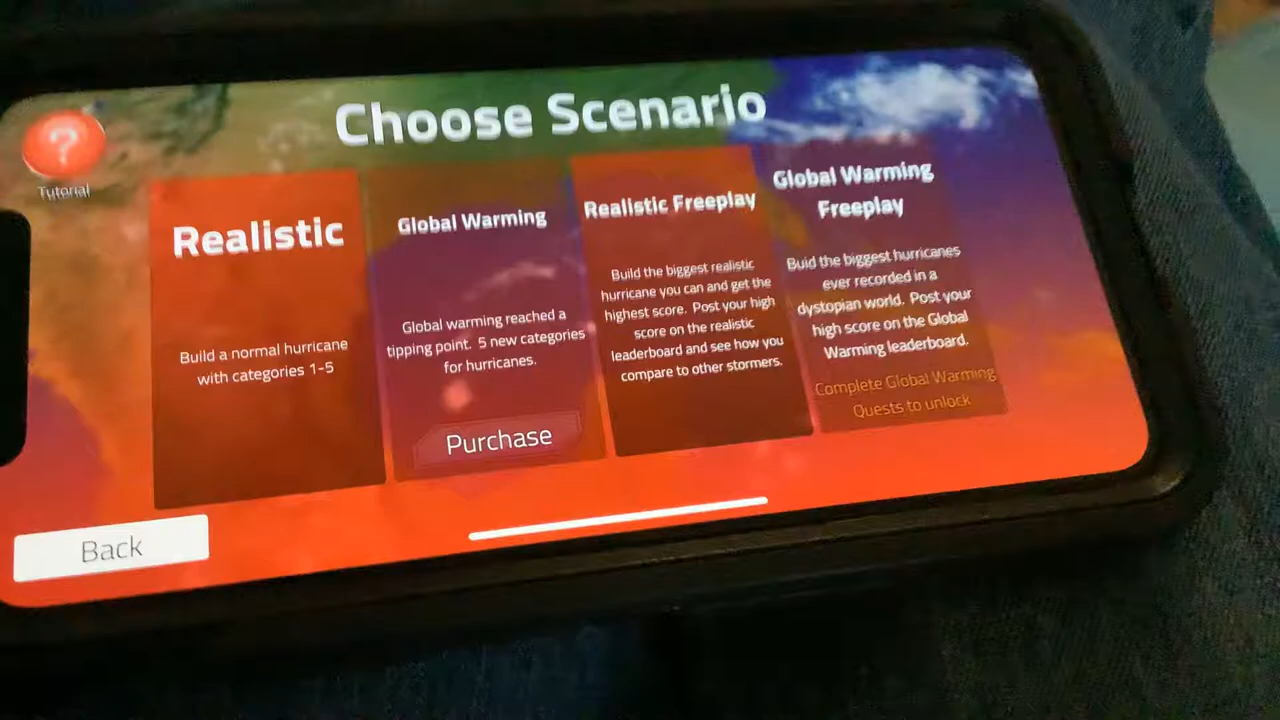 Choose Scenario
?
Tutorial
Realistic
Build a normal hurricane
with categories 1-5
Global Warming
Global warming reached a
tipping point. 5 new categories
for hurricanes.
Purchase
Realistic Freeplay
Build the biggest realistic
hurricane you can and get the
highest score. Post your high
score on the realistic
leaderboard and see how you
compare to other stormers.
Global Warming
Freeplay
Buid the biggest hurricanes
ever recorded in a
dystopian world. Post your
high score on the Global
Warming leaderboard.
Complete Global Warming
Quests to unlock
Back